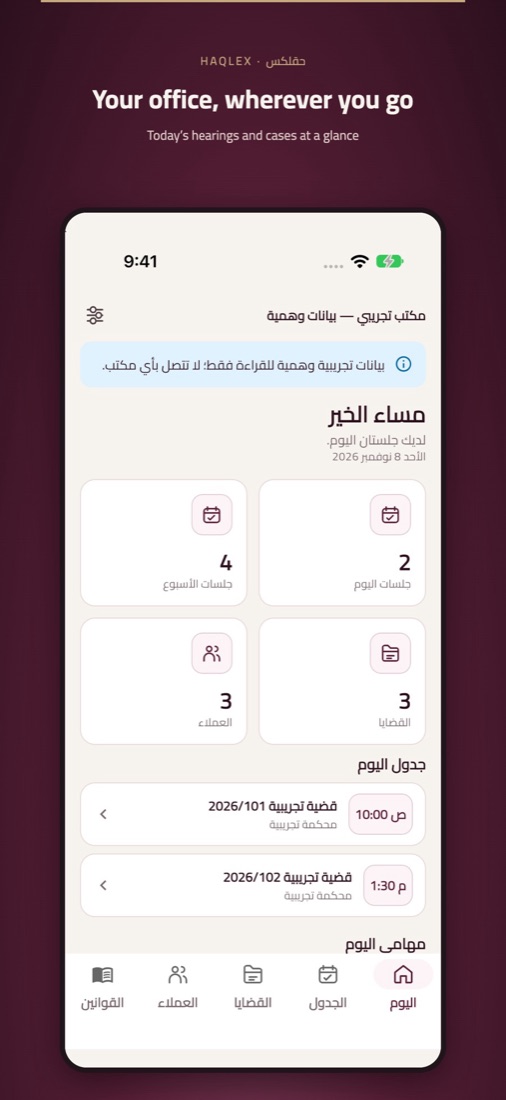 HAQLEX · حقلكس
Your office, wherever you go
Today's hearings and cases at a glance
9:41
مكتب تجريبي — بيانات وهمية
بيانات تجريبية وهمية للقراءة فقط؛ لا تتصل بأي مكتب.
مساء الخير
لديك جلستان اليوم.
الأحد 8 نوفمبر 2026
2
جلسات اليوم
4
جلسات الأسبوع
3
القضايا
3
العملاء
جدول اليوم
10:00 ص
قضية تجريبية 2026/101
محكمة تجريبية
1:30 م
قضية تجريبية 2026/102
محكمة تجريبية
مهامي اليوم
اليوم
الجدول
القضايا
العملاء
القوانين